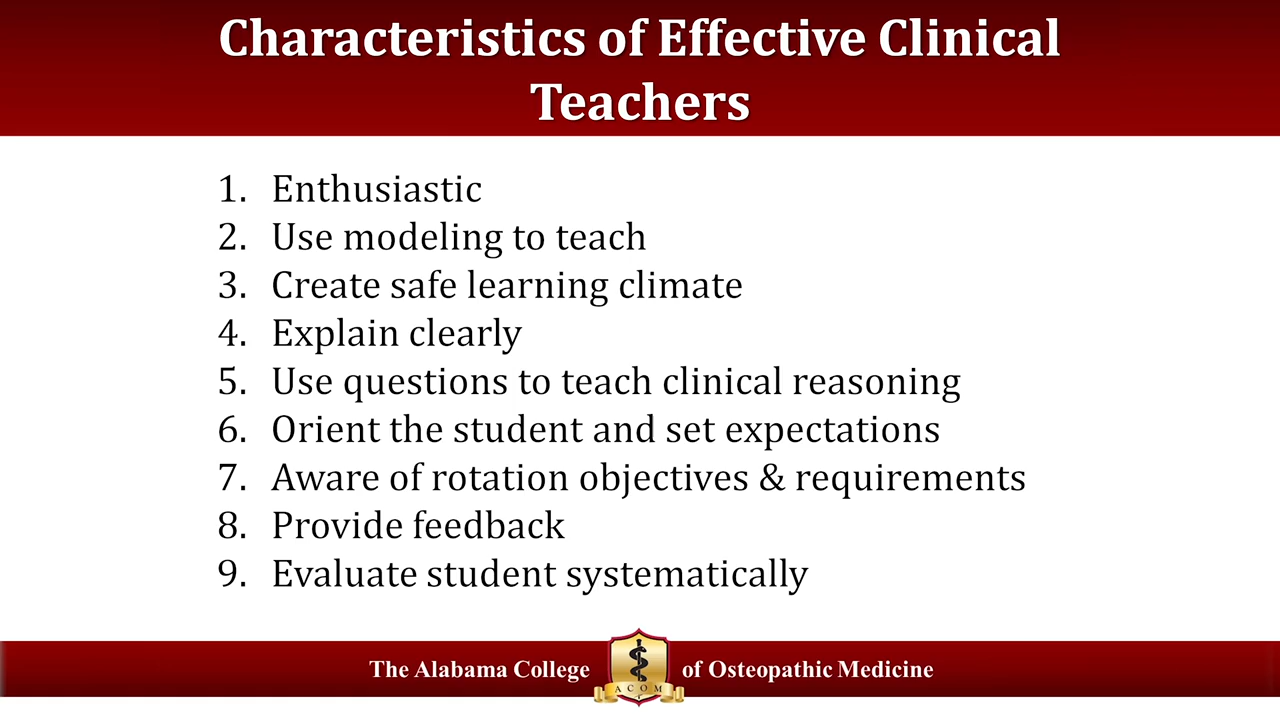 Characteristics of Effective Clinical
Teachers
1. Enthusiastic
2. Use modeling to teach
3. Create safe learning climate
4. Explain clearly
5. Use questions to teach clinical reasoning
6. Orient the student and set expectations
7. Aware of rotation objectives & requirements
8. Provide feedback
9. Evaluate student systematically
The Alabama College of Osteopathic Medicine
ACOM